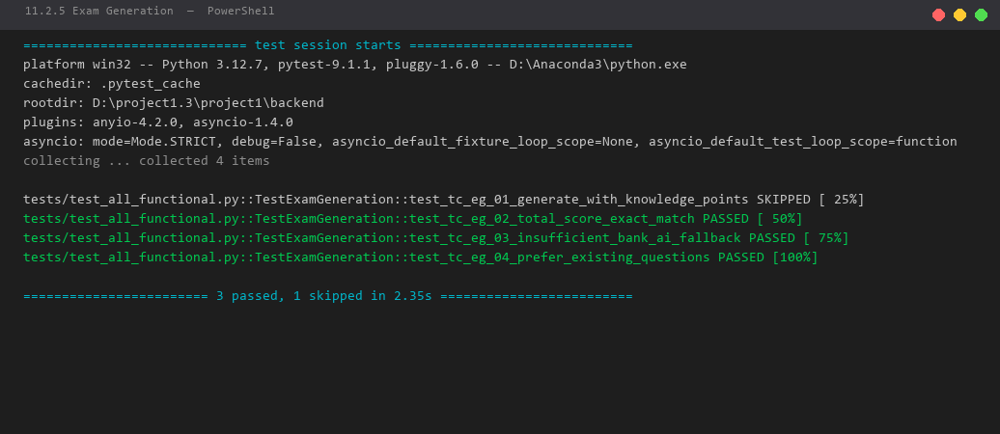 11.2.5 Exam Generation — PowerShell
============================= test session starts =============================
platform win32 -- Python 3.12.7, pytest-9.1.1, pluggy-1.6.0 -- D:\Anaconda3\python.exe
cachedir: .pytest_cache
rootdir: D:\project1.3\project1\backend
plugins: anyio-4.2.0, asyncio-1.4.0
asyncio: mode=Mode.STRICT, debug=False, asyncio_default_fixture_loop_scope=None, asyncio_default_test_loop_scope=function
collecting ... collected 4 items
tests/test_all_functional.py::TestExamGeneration::test_tc_eg_01_generate_with_knowledge_points SKIPPED [ 25%]
tests/test_all_functional.py::TestExamGeneration::test_tc_eg_02_total_score_exact_match PASSED [ 50%]
tests/test_all_functional.py::TestExamGeneration::test_tc_eg_03_insufficient_bank_ai_fallback PASSED [ 75%]
tests/test_all_functional.py::TestExamGeneration::test_tc_eg_04_prefer_existing_questions PASSED [100%]
======================== 3 passed, 1 skipped in 2.35s =========================